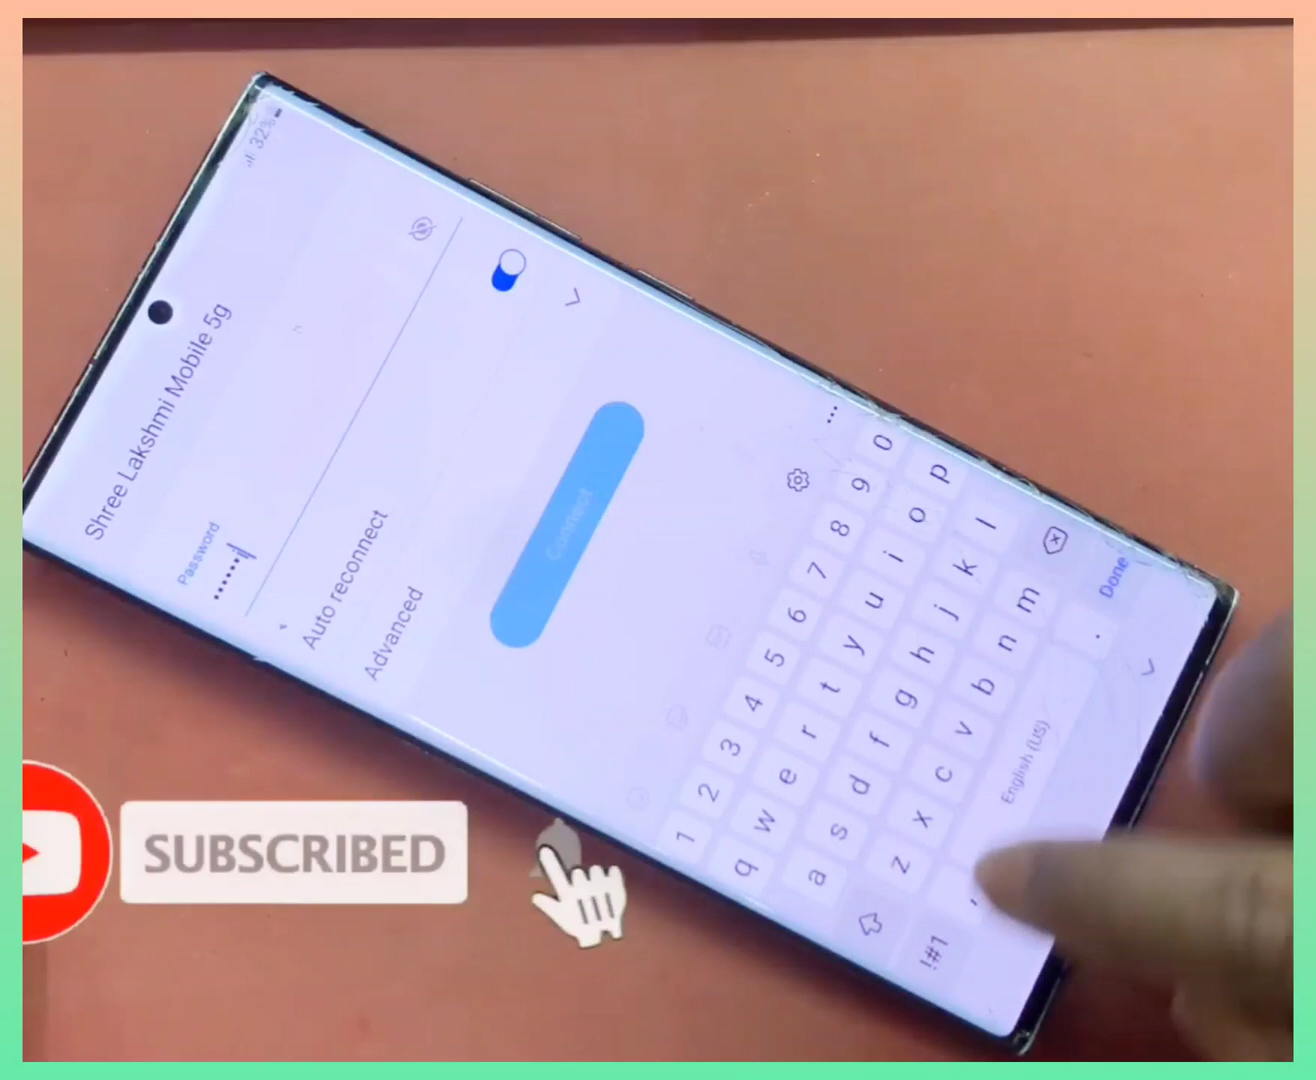 32%
Shree Lakshmi Mobile 5g
Password
Auto reconnect
Advanced
Connect
1 2 3 4 5 6 7 8 9 0
q w e r t y u i o p
a s d f g h j k l
z x c v b n m
!#1 , English (US) . Done
SUBSCRIBED